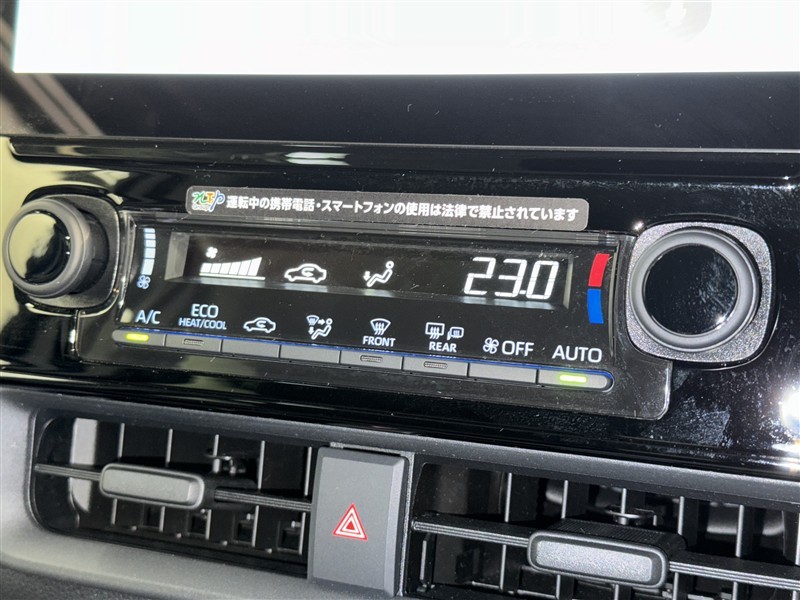 運転中の携帯電話・スマートフォンの使用は法律で禁止されています
23.0
A/C
ECO
HEAT/COOL
FRONT
REAR
OFF
AUTO